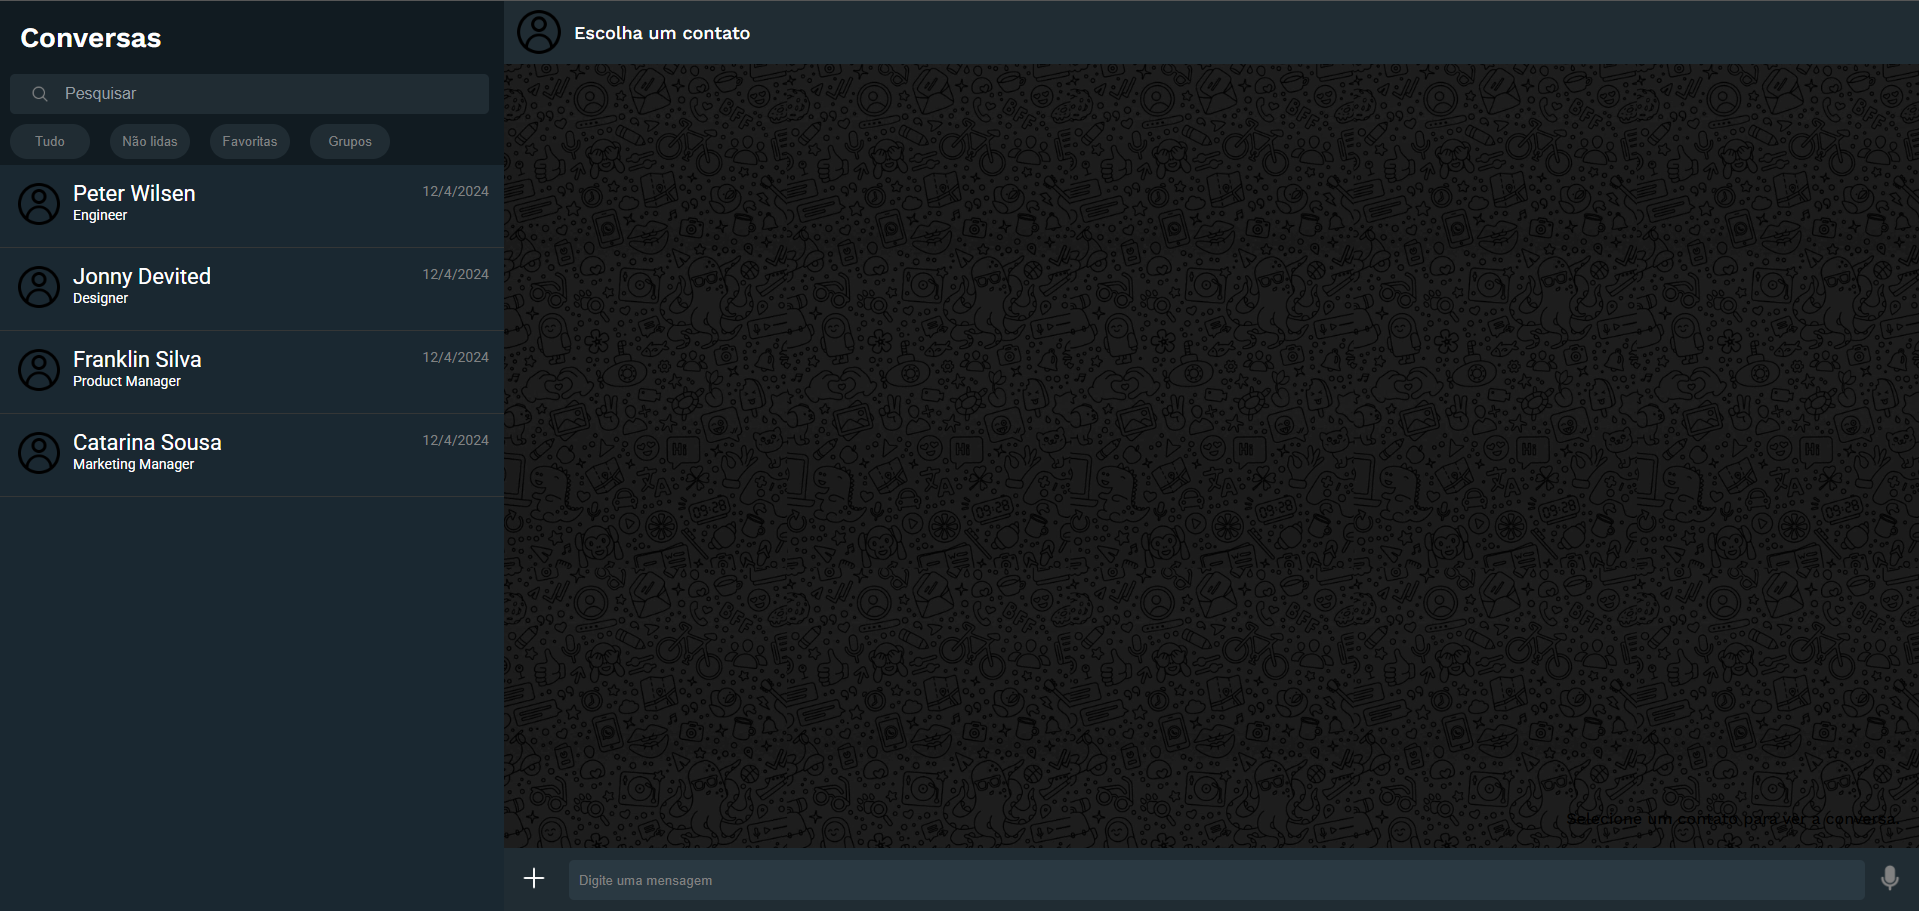 Conversas
Pesquisar
Tudo
Não lidas
Favoritas
Grupos
Peter Wilsen
12/4/2024
Engineer
Jonny Devited
12/4/2024
Designer
Franklin Silva
12/4/2024
Product Manager
Catarina Sousa
12/4/2024
Marketing Manager
Escolha um contato
Selecione um contato para ver a conversa.
Digite uma mensagem